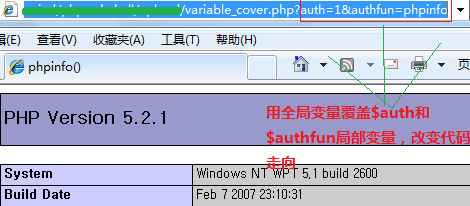 /variable_cover.php?auth=1&authfun=phpinfo
(E) 查看(V) 收藏夹(A) 工具(T) 帮助(H)
phpinfo()
PHP Version 5.2.1
用全局变量覆盖$auth和
$authfun局部变量，改变代码
走向
System Windows NT WPT 5.1 build 2600
Build Date Feb 7 2007 23:10:31